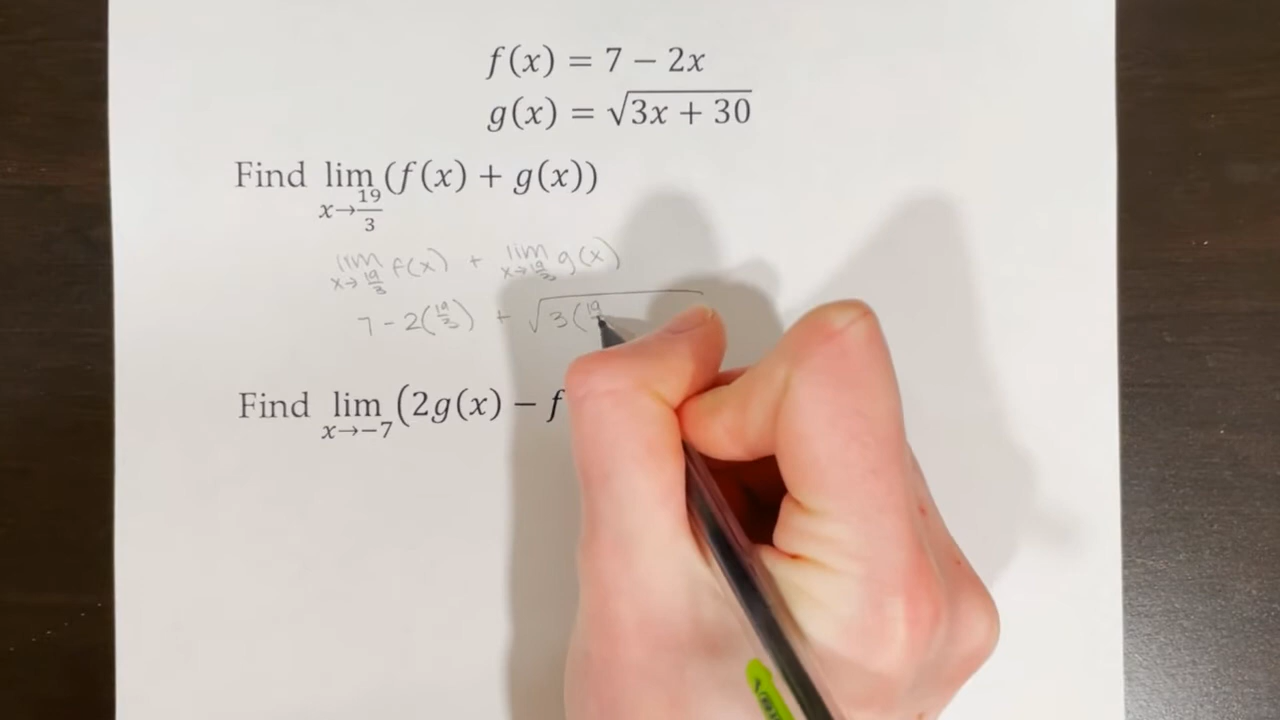 f(x) = 7 − 2x
g(x) = √(3x + 30)
Find lim x→19/3 (f(x) + g(x))
lim x→19/3 f(x) + lim x→19/3 g(x)
7 − 2(19/3) + √3(19
Find lim x→−7 (2g(x) − f